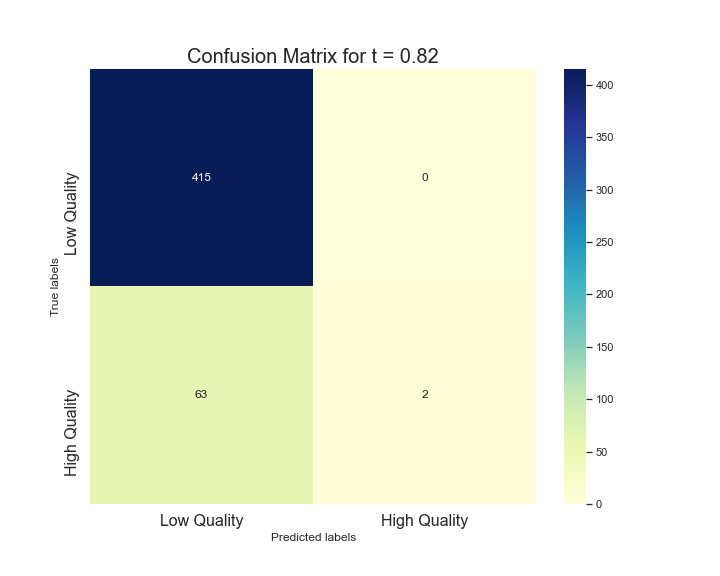 Confusion Matrix for t = 0.82
True labels
Low Quality
High Quality
415
0
63
2
Low Quality
High Quality
Predicted labels
400
350
300
250
200
150
100
50
0